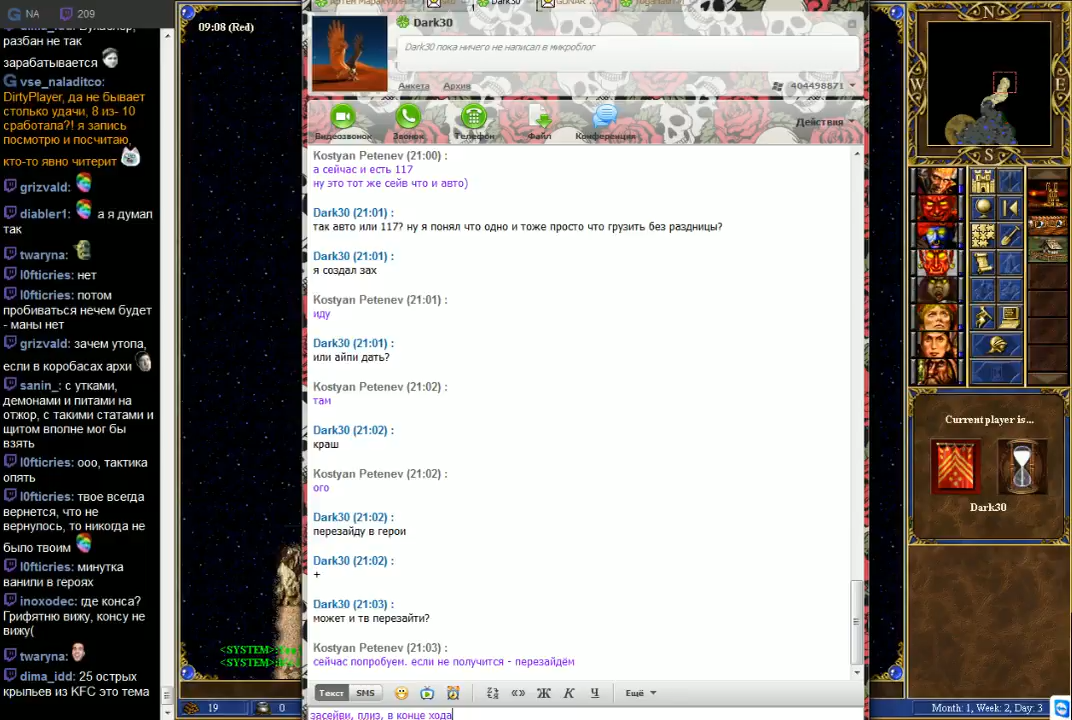 NA 209
разбан не так
зарабатывается
vse_naladitco:
DirtyPlayer, да не бывает
столько удачи, 8 из- 10
сработала?! я запись
посмотрю и посчитаю,
кто-то явно читерит
grizvald:
diabler1: а я думал
так
twaryna:
l0fticries: нет
l0fticries: потом
пробиваться нечем будет
- маны нет
grizvald: зачем утопа,
если в коробасах архи
sanin_: с утками,
демонами и питами на
отжор, с такими статами и
щитом вполне мог бы
взять
l0fticries: ооо, тактика
опять
l0fticries: твое всегда
вернется, что не
вернулось, то никогда не
было твоим
l0fticries: минутка
ванили в героях
inoxodec: где конса?
Грифятню вижу, консу не
вижу(
twaryna:
dima_idd: 25 острых
крыльев из KFC это тема
09:08 (Red)
<SYSTEM>:
<SYSTEM>:
19 0
Dark30
Dark30
Dark30 пока ничего не написал в микроблог
Анкета Архив
404498871
Видеозвонок Звонок Телефон Файл Конференция
Действия
Kostyan Petenev (21:00) :
а сейчас и есть 117
ну это тот же сейв что и авто)
Dark30 (21:01) :
так авто или 117? ну я понял что одно и тоже просто что грузить без раздницы?
Dark30 (21:01) :
я создал зах
Kostyan Petenev (21:01) :
иду
Dark30 (21:01) :
или айпи дать?
Kostyan Petenev (21:02) :
там
Dark30 (21:02) :
краш
Kostyan Petenev (21:02) :
ого
Dark30 (21:02) :
перезайду в герои
Dark30 (21:02) :
+
Dark30 (21:03) :
может и тв перезайти?
Kostyan Petenev (21:03) :
сейчас попробуем. если не получится - перезайдём
Текст SMS
Ж К Ч Ещё
засейви, плиз, в конце хода
N
W E
S
Current player is...
Dark30
Month: 1, Week: 2, Day: 3